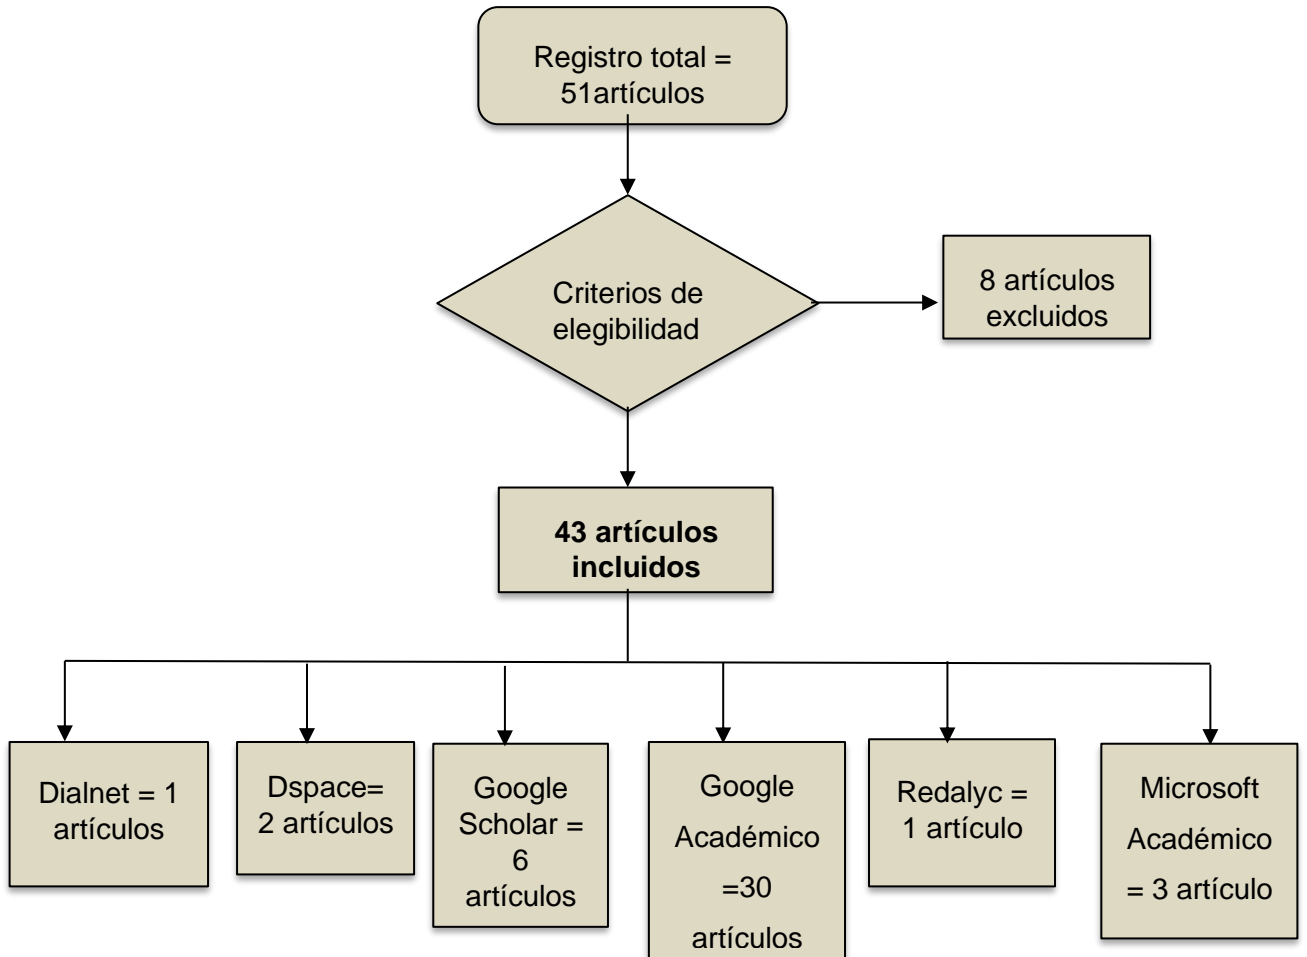 Registro total =
51artículos
Criterios de
elegibilidad
8 artículos
excluidos
43 artículos
incluidos
Dialnet = 1
artículos
Dspace=
2 artículos
Google
Scholar =
6
artículos
Google
Académico
=30
artículos
Redalyc =
1 artículo
Microsoft
Académico
= 3 artículo